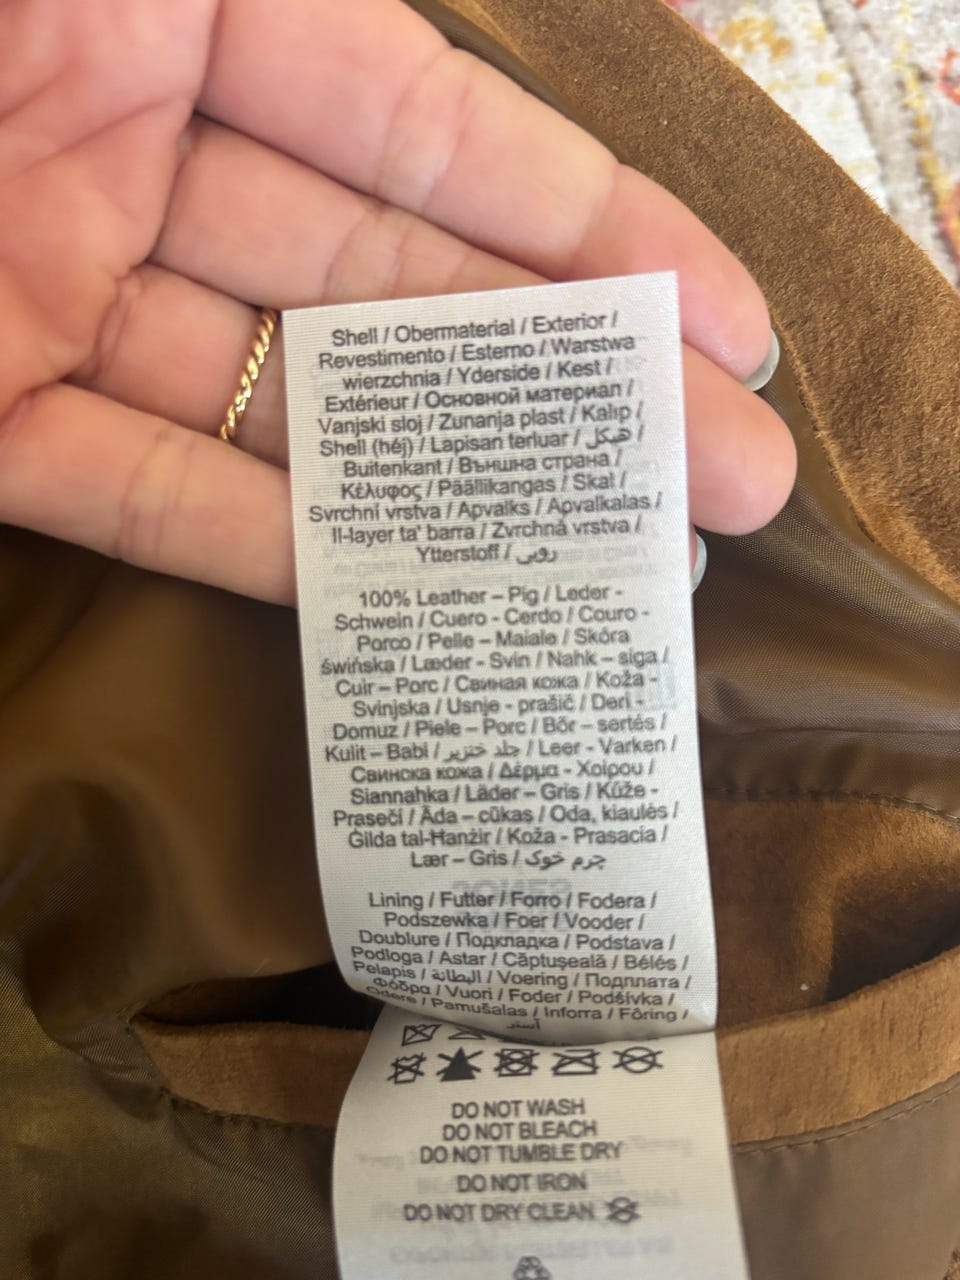 Shell / Obermaterial / Exterior /
Revestimento / Esterno / Warstwa
wierzchnia / Yderside / Kest /
Extérieur / Основной материал /
Vanjski sloj / Zunanja plast / Kalıp /
Shell (héj) / Lapisan terluar / هيكل /
Buitenkant / Външна страна /
Κέλυφος / Päällikangas / Skal /
Svrchní vrstva / Apvalks / Apvalkalas /
Il-layer ta' barra / Zvrchná vrstva /
Ytterstoff / رویی
100% Leather – Pig / Leder -
Schwein / Cuero - Cerdo / Couro -
Porco / Pelle – Maiale / Skóra
świńska / Læder - Svin / Nahk – siga /
Cuir – Porc / Свиная кожа / Koža -
Svinjska / Usnje - prašič / Deri -
Domuz / Piele – Porc / Bőr – sertés /
Kulit – Babi / جلد خنزير / Leer - Varken /
Свинска кожа / Δέρμα - Χοίρου /
Siannahka / Läder – Gris / Kůže -
Prasečí / Āda – cūkas / Oda, kiaulės /
Ġilda tal-Ħanżir / Koža - Prasacia /
Lær – Gris / چرم خوک
Lining / Futter / Forro / Fodera /
Podszewka / Foer / Vooder /
Doublure / Подкладка / Podstava /
Podloga / Astar / Căptușeală / Bélés /
Pelapis / البطانة / Voering / Подплата /
Φόδρα / Vuori / Foder / Podšívka /
Odere / Pamušalas / Inforra / Fôring /
آستر
DO NOT WASH
DO NOT BLEACH
DO NOT TUMBLE DRY
DO NOT IRON
DO NOT DRY CLEAN